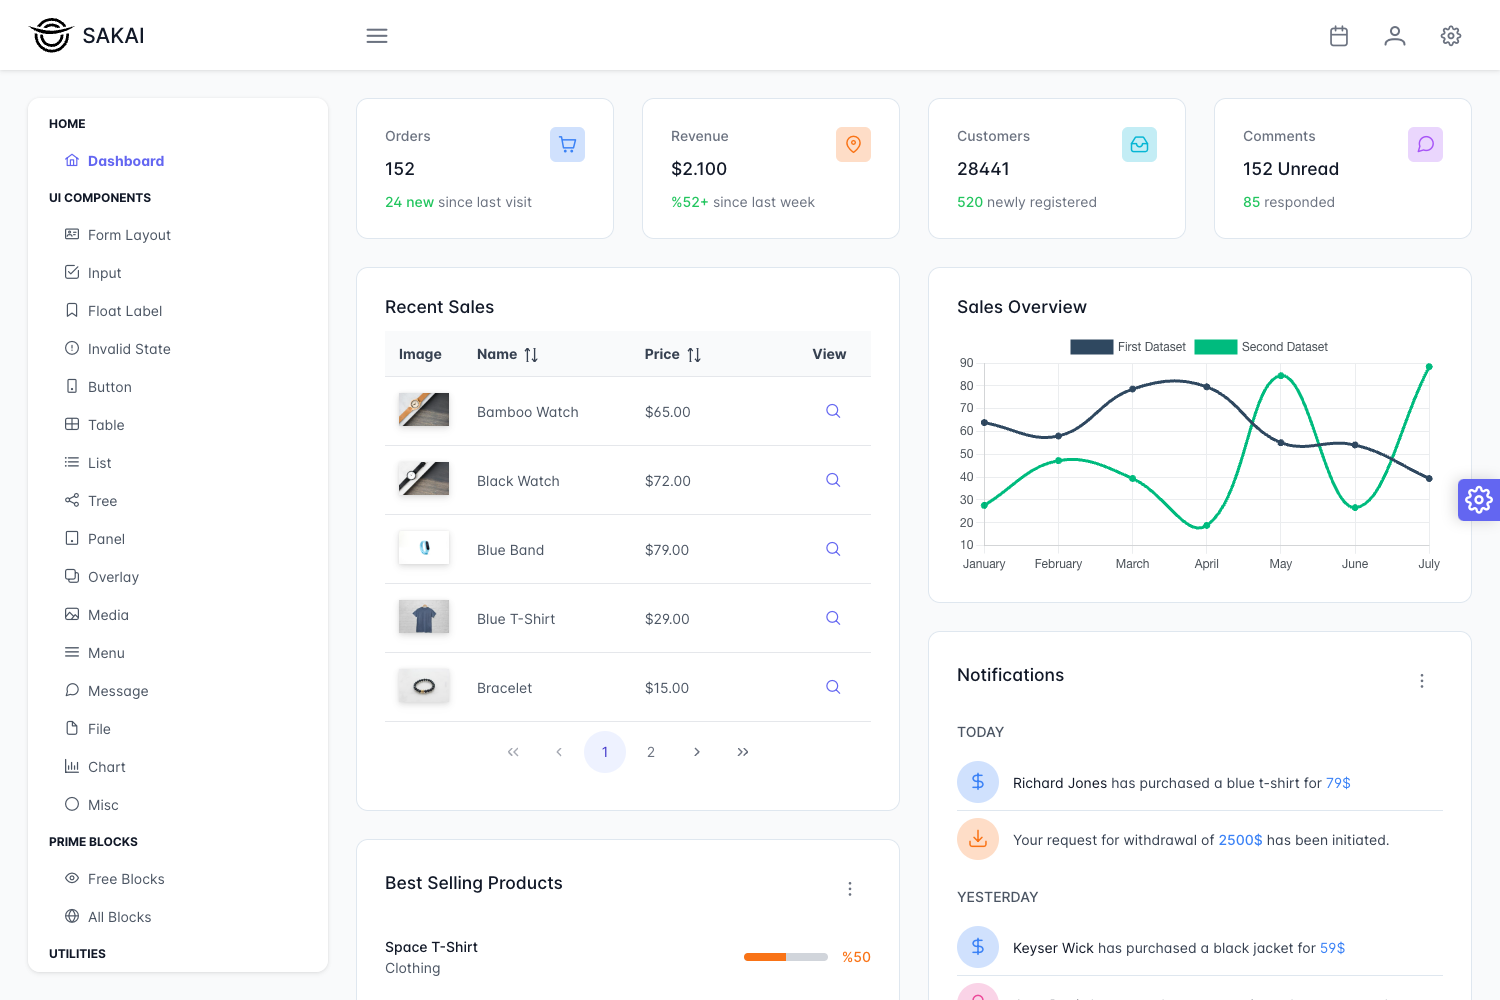 SAKAI
HOME
Dashboard
UI COMPONENTS
Form Layout
Input
Float Label
Invalid State
Button
Table
List
Tree
Panel
Overlay
Media
Menu
Message
File
Chart
Misc
PRIME BLOCKS
Free Blocks
All Blocks
UTILITIES
Orders
152
24 new since last visit
Revenue
$2.100
%52+ since last week
Customers
28441
520 newly registered
Comments
152 Unread
85 responded
Recent Sales
Image Name Price View
Bamboo Watch $65.00
Black Watch $72.00
Blue Band $79.00
Blue T-Shirt $29.00
Bracelet $15.00
1 2
Best Selling Products
Space T-Shirt
Clothing
%50
Sales Overview
First Dataset Second Dataset
90
80
70
60
50
40
30
20
10
January February March April May June July
Notifications
TODAY
Richard Jones has purchased a blue t-shirt for 79$
Your request for withdrawal of 2500$ has been initiated.
YESTERDAY
Keyser Wick has purchased a black jacket for 59$